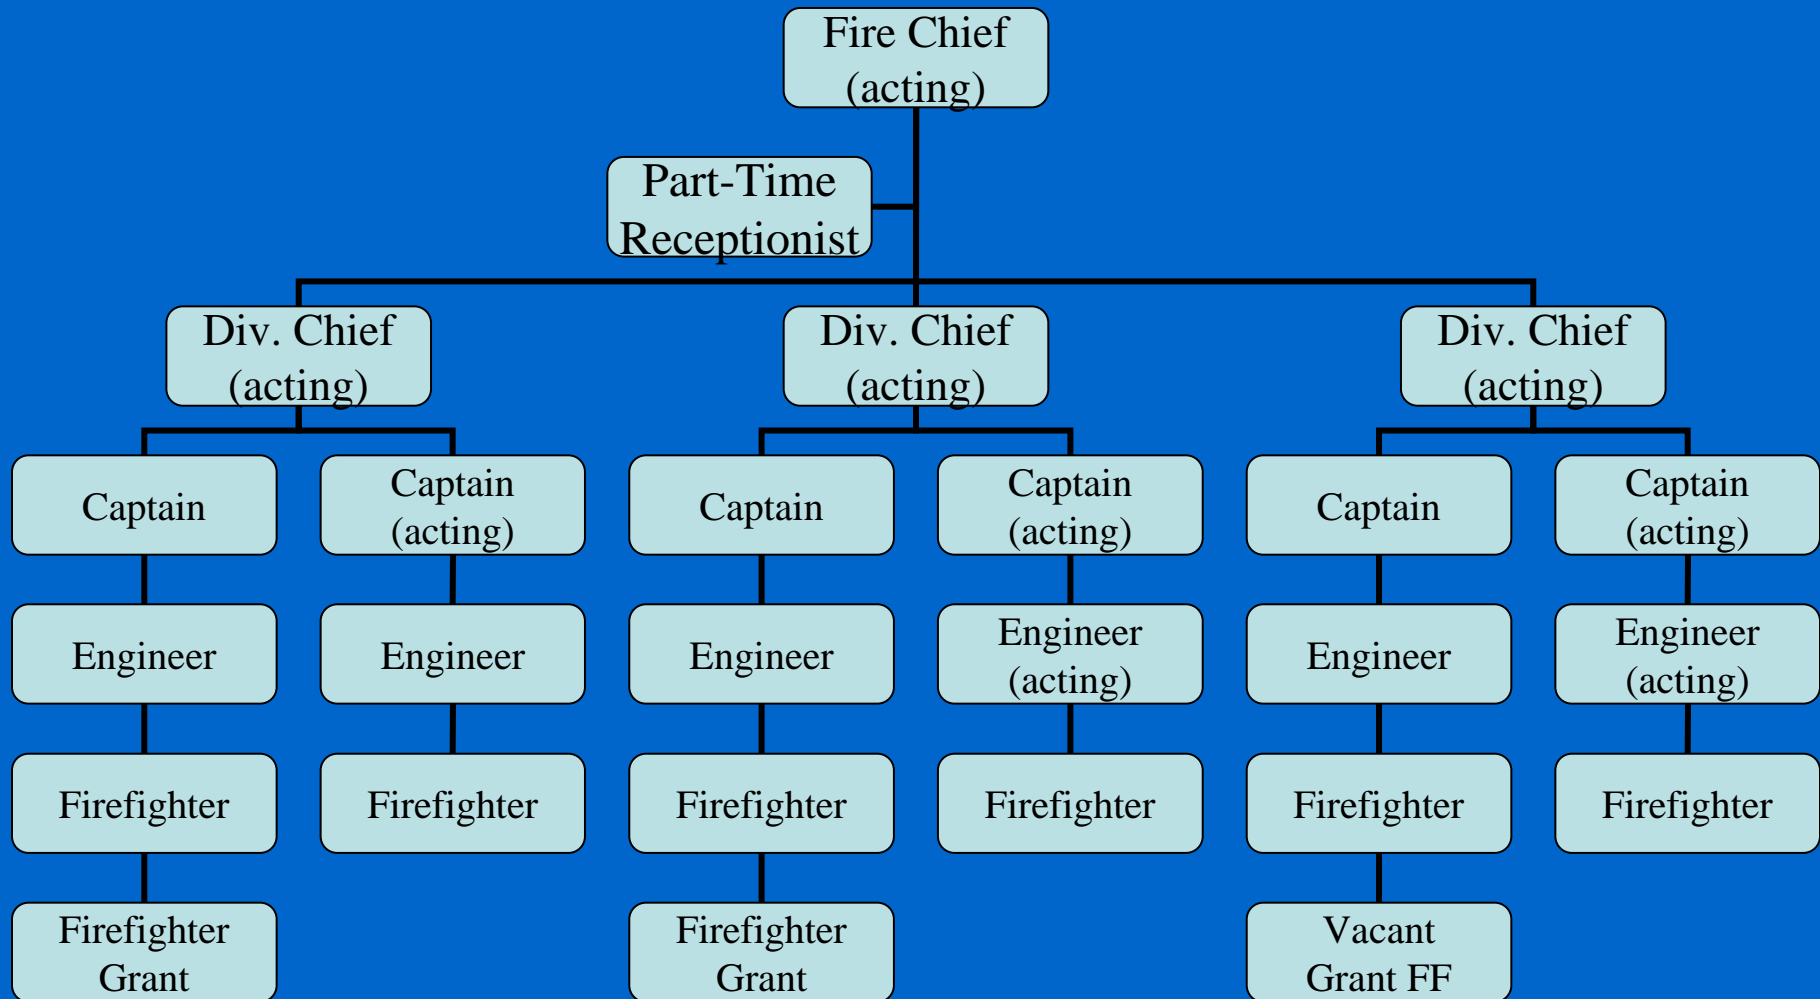 Fire Chief
(acting)
Part-Time
Receptionist
Div. Chief
(acting)
Div. Chief
(acting)
Div. Chief
(acting)
Captain
Captain
(acting)
Captain
Captain
(acting)
Captain
Captain
(acting)
Engineer
Engineer
Engineer
Engineer
(acting)
Engineer
Engineer
(acting)
Firefighter
Firefighter
Firefighter
Firefighter
Firefighter
Firefighter
Firefighter
Grant
Firefighter
Grant
Vacant
Grant FF